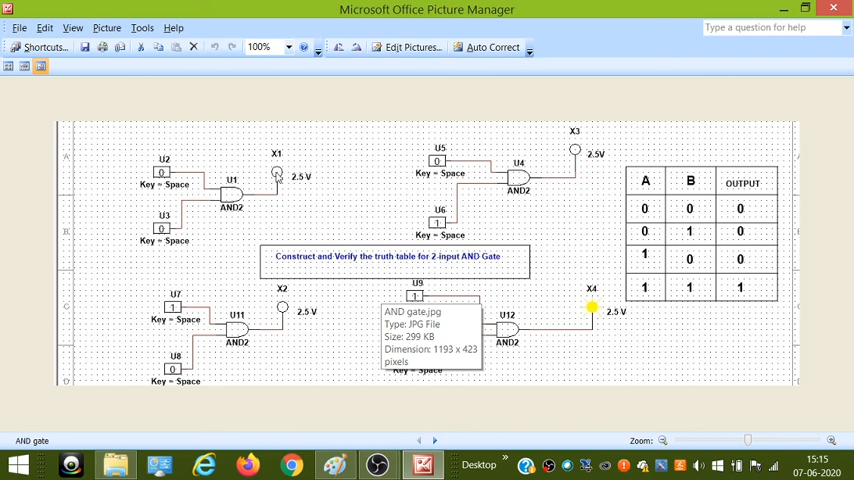 Microsoft Office Picture Manager
File Edit View Picture Tools Help
Type a question for help
Shortcuts... 100% Edit Pictures... Auto Correct
A
U2
0
Key = Space
U1
AND2
X1
2.5 V
U3
0
Key = Space
U5
0
Key = Space
U4
AND2
X3
2.5V
U6
1
Key = Space
B
A B OUTPUT
0 0 0
0 1 0
1 0 0
1 1 1
Construct and Verify the truth table for 2-input AND Gate
C
U7
1
Key = Space
U11
AND2
X2
2.5 V
U8
0
Key = Space
U9
1
U12
AND2
X4
2.5 V
AND gate.jpg
Type: JPG File
Size: 299 KB
Dimension: 1193 x 423
pixels
Key = Space
D
AND gate
Zoom:
Desktop
15:15
07-06-2020